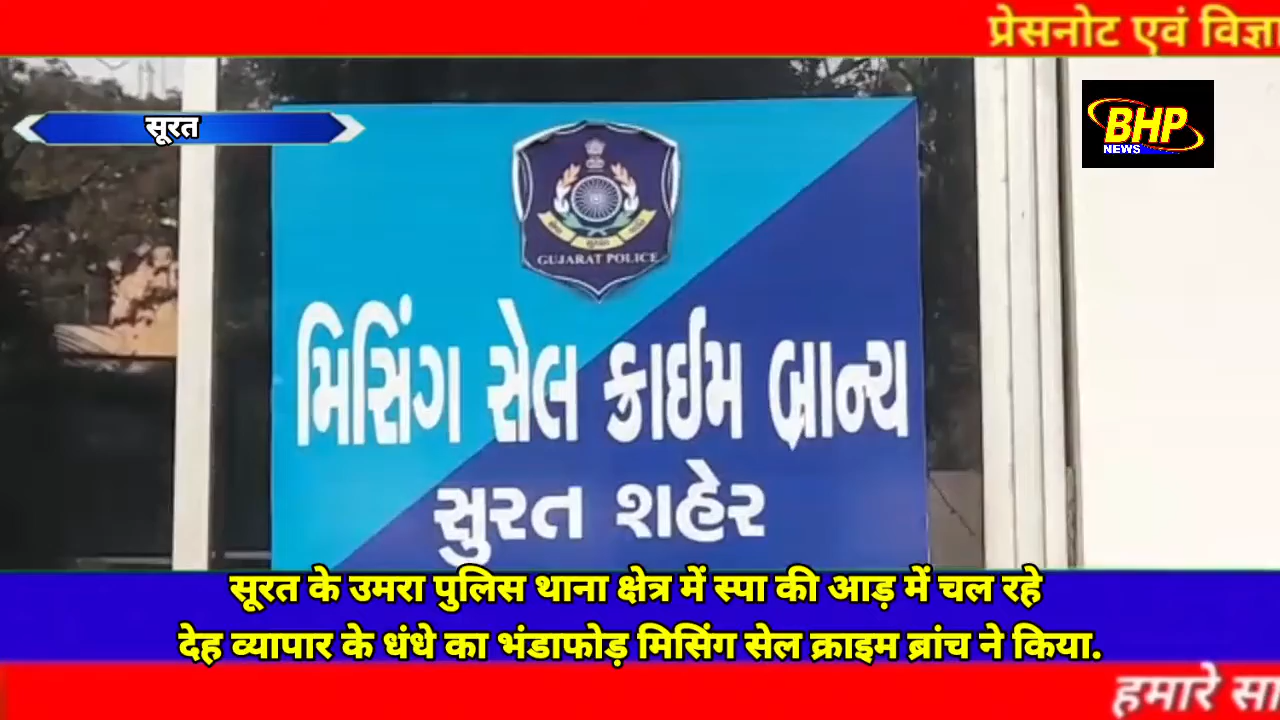 प्रेसनोट एवं
सूरत
BHP
NEWS
GUJARAT POLICE
મિસિંગ સેલ ક્રાઈમ બ્રાન્ચ
સુરત શહેર
सूरत के उमरा पुलिस थाना क्षेत्र में स्पा की आड़ में चल रहे
देह व्यापार के धंधे का भंडाफोड़ मिसिंग सेल क्राइम ब्रांच ने किया.
हमारे